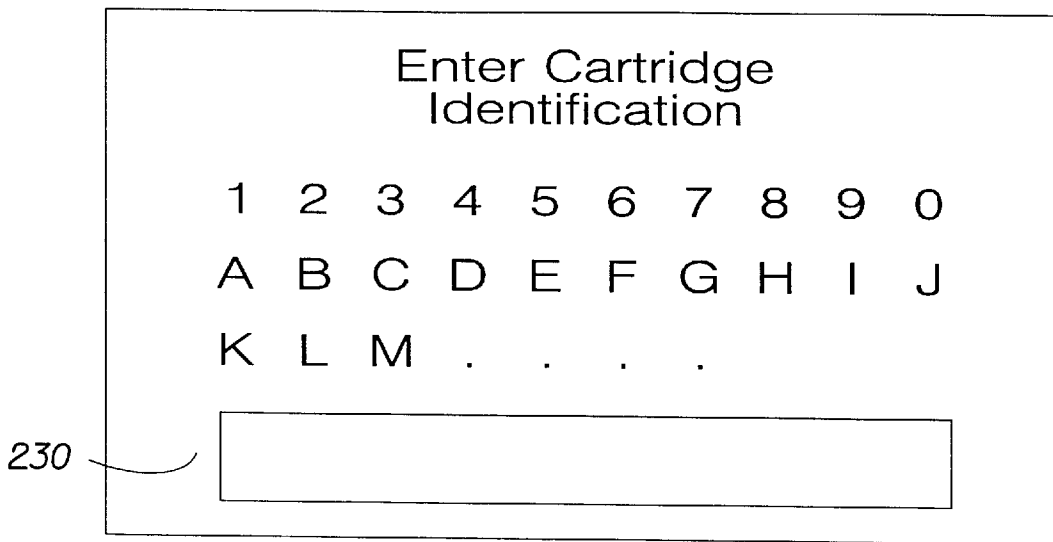 Enter Cartridge
Identification
1 2 3 4 5 6 7 8 9 0
A B C D E F G H I J
K L M . . . .
230